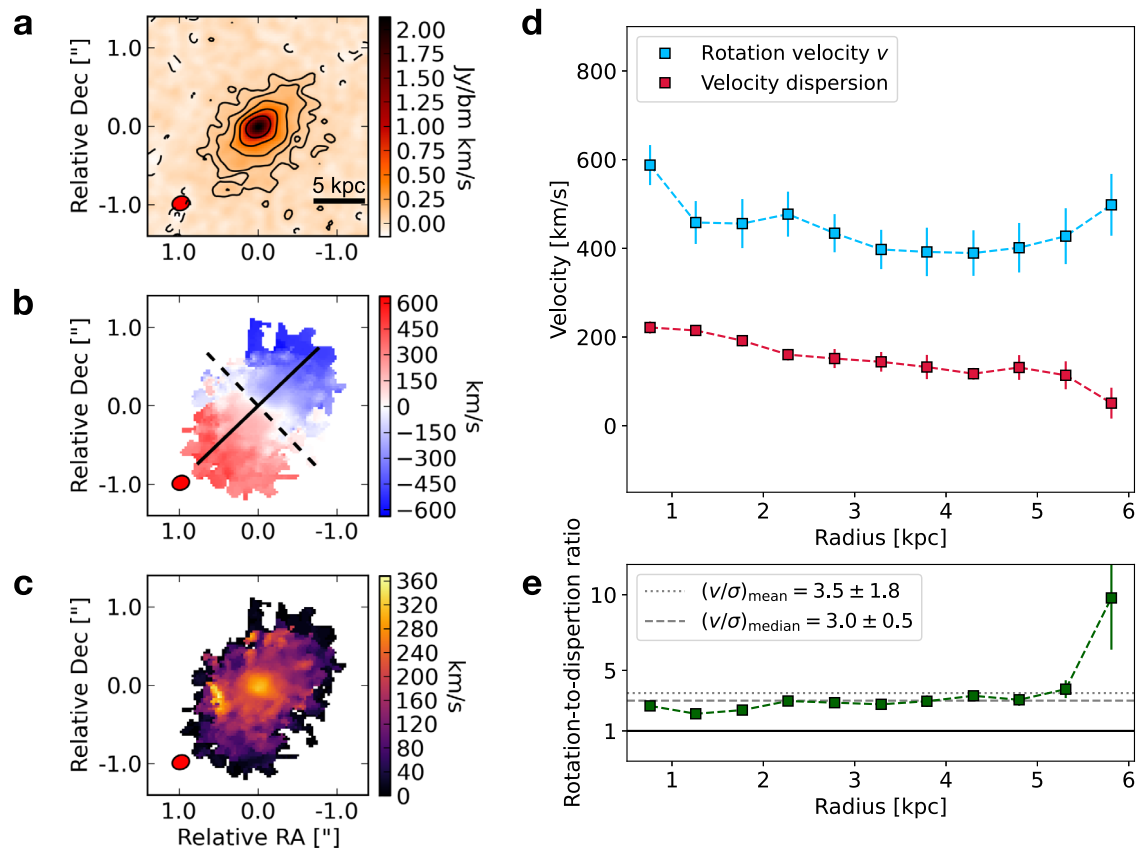 a
Relative Dec ["]
1.0
0.0
-1.0
1.0
0.0
-1.0
5 kpc
2.00
1.75
1.50
1.25
1.00
0.75
0.50
0.25
0.00
Jy/bm km/s
b
Relative Dec ["]
1.0
0.0
-1.0
1.0
0.0
-1.0
600
450
300
150
0
−150
−300
−450
−600
km/s
c
Relative Dec ["]
1.0
0.0
-1.0
1.0
0.0
-1.0
Relative RA ["]
360
320
280
240
200
160
120
80
40
0
km/s
d
Rotation velocity v
Velocity dispersion
Velocity [km/s]
800
600
400
200
0
1 2 3 4 5 6
Radius [kpc]
e
(v/σ)mean = 3.5 ± 1.8
(v/σ)median = 3.0 ± 0.5
Rotation-to-dispertion ratio
10
5
1
1 2 3 4 5 6
Radius [kpc]